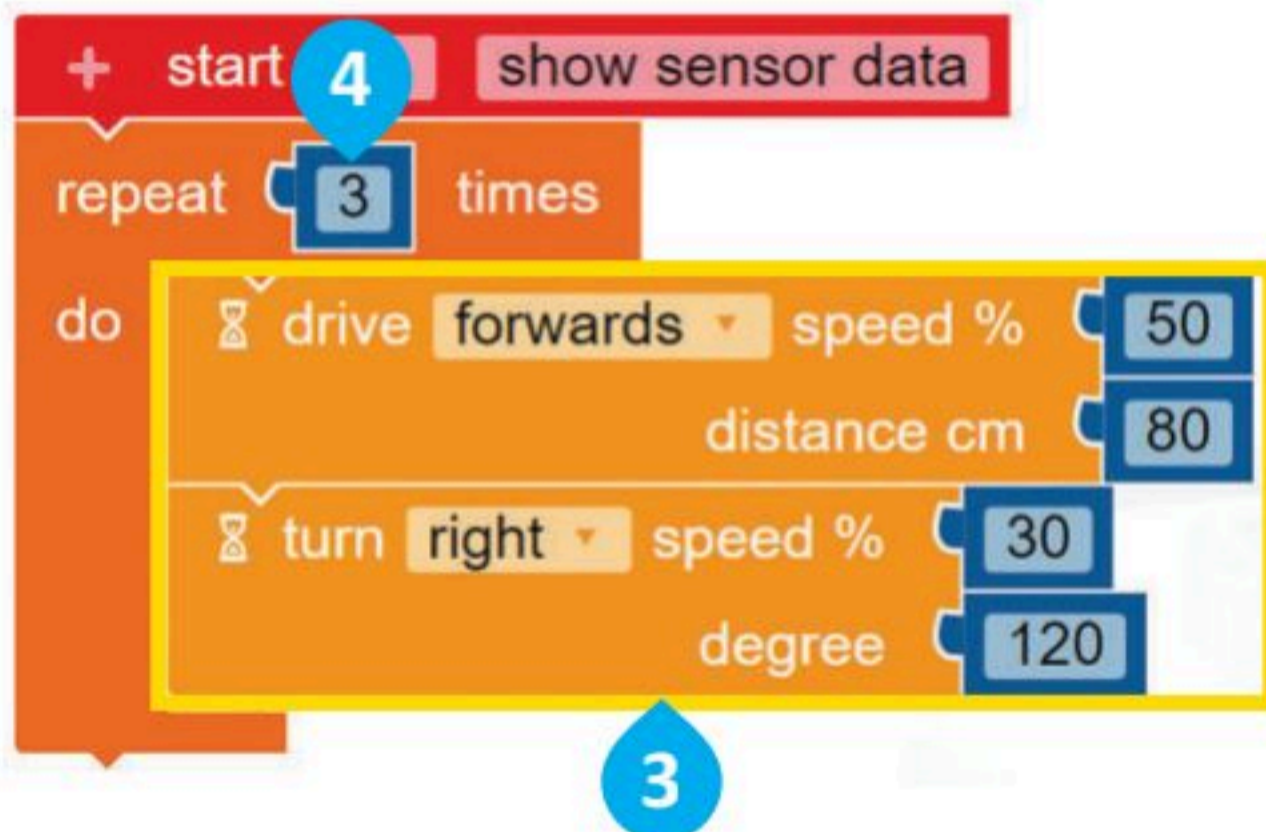 + start show sensor data
4
repeat 3 times
do drive forwards speed % 50
distance cm 80
turn right speed % 30
degree 120
3